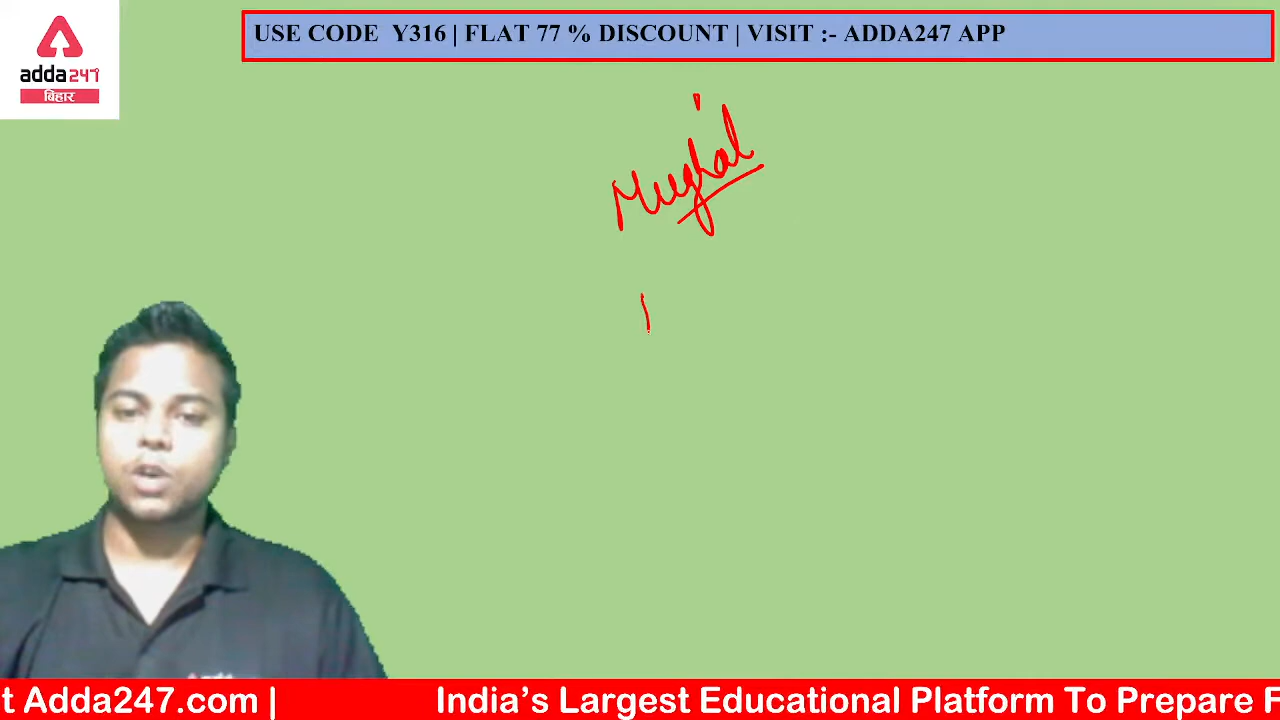 USE CODE Y316 | FLAT 77 % DISCOUNT | VISIT :- ADDA247 APP
adda247
बिहार
Mughal
t Adda247.com | India's Largest Educational Platform To Prepare F